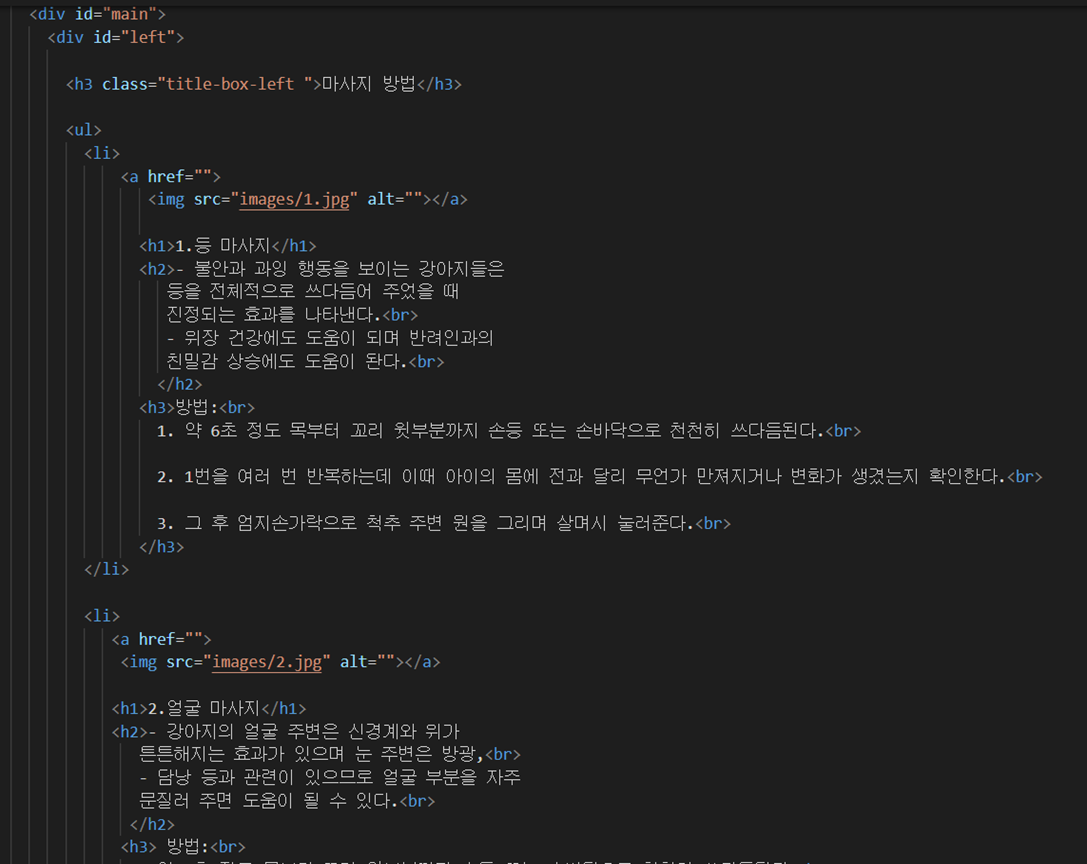 <div id="main">
<div id="left">
<h3 class="title-box-left ">마사지 방법</h3>
<ul>
<li>
<a href="">
<img src="images/1.jpg" alt=""></a>
<h1>1.등 마사지</h1>
<h2>- 불안과 과잉 행동을 보이는 강아지들은
등을 전체적으로 쓰다듬어 주었을 때
진정되는 효과를 나타낸다.<br>
- 위장 건강에도 도움이 되며 반려인과의
친밀감 상승에도 도움이 돤다.<br>
</h2>
<h3>방법:<br>
1. 약 6초 정도 목부터 꼬리 윗부분까지 손등 또는 손바닥으로 천천히 쓰다듬된다.<br>
2. 1번을 여러 번 반복하는데 이때 아이의 몸에 전과 달리 무언가 만져지거나 변화가 생겼는지 확인한다.<br>
3. 그 후 엄지손가락으로 척추 주변 원을 그리며 살며시 눌러준다.<br>
</h3>
</li>
<li>
<a href="">
<img src="images/2.jpg" alt=""></a>
<h1>2.얼굴 마사지</h1>
<h2>- 강아지의 얼굴 주변은 신경계와 위가
튼튼해지는 효과가 있으며 눈 주변은 방광,<br>
- 담낭 등과 관련이 있으므로 얼굴 부분을 자주
문질러 주면 도움이 될 수 있다.<br>
</h2>
<h3> 방법:<br>